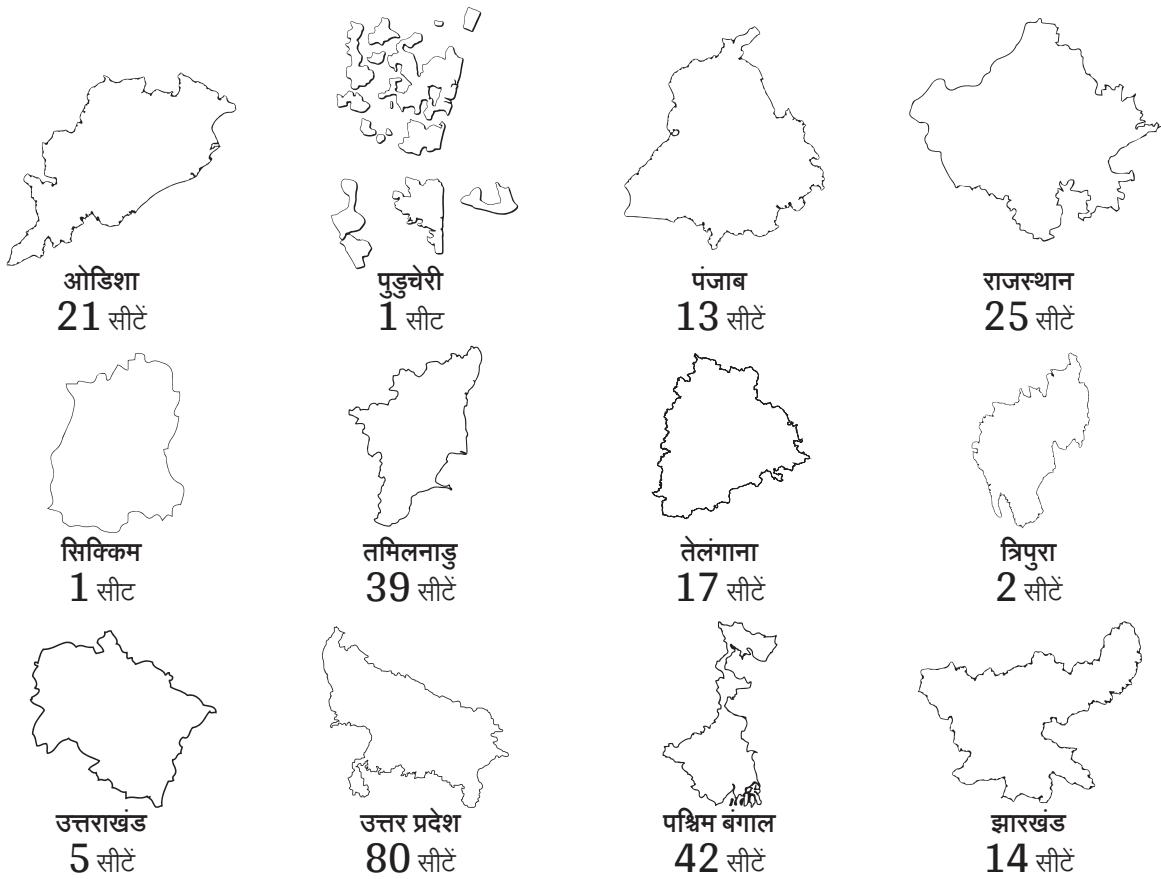 ओडिशा
21 सीटें
पुडुचेरी
1 सीट
पंजाब
13 सीटें
राजस्थान
25 सीटें
सिक्किम
1 सीट
तमिलनाडु
39 सीटें
तेलंगाना
17 सीटें
त्रिपुरा
2 सीटें
उत्तराखंड
5 सीटें
उत्तर प्रदेश
80 सीटें
पश्चिम बंगाल
42 सीटें
झारखंड
14 सीटें